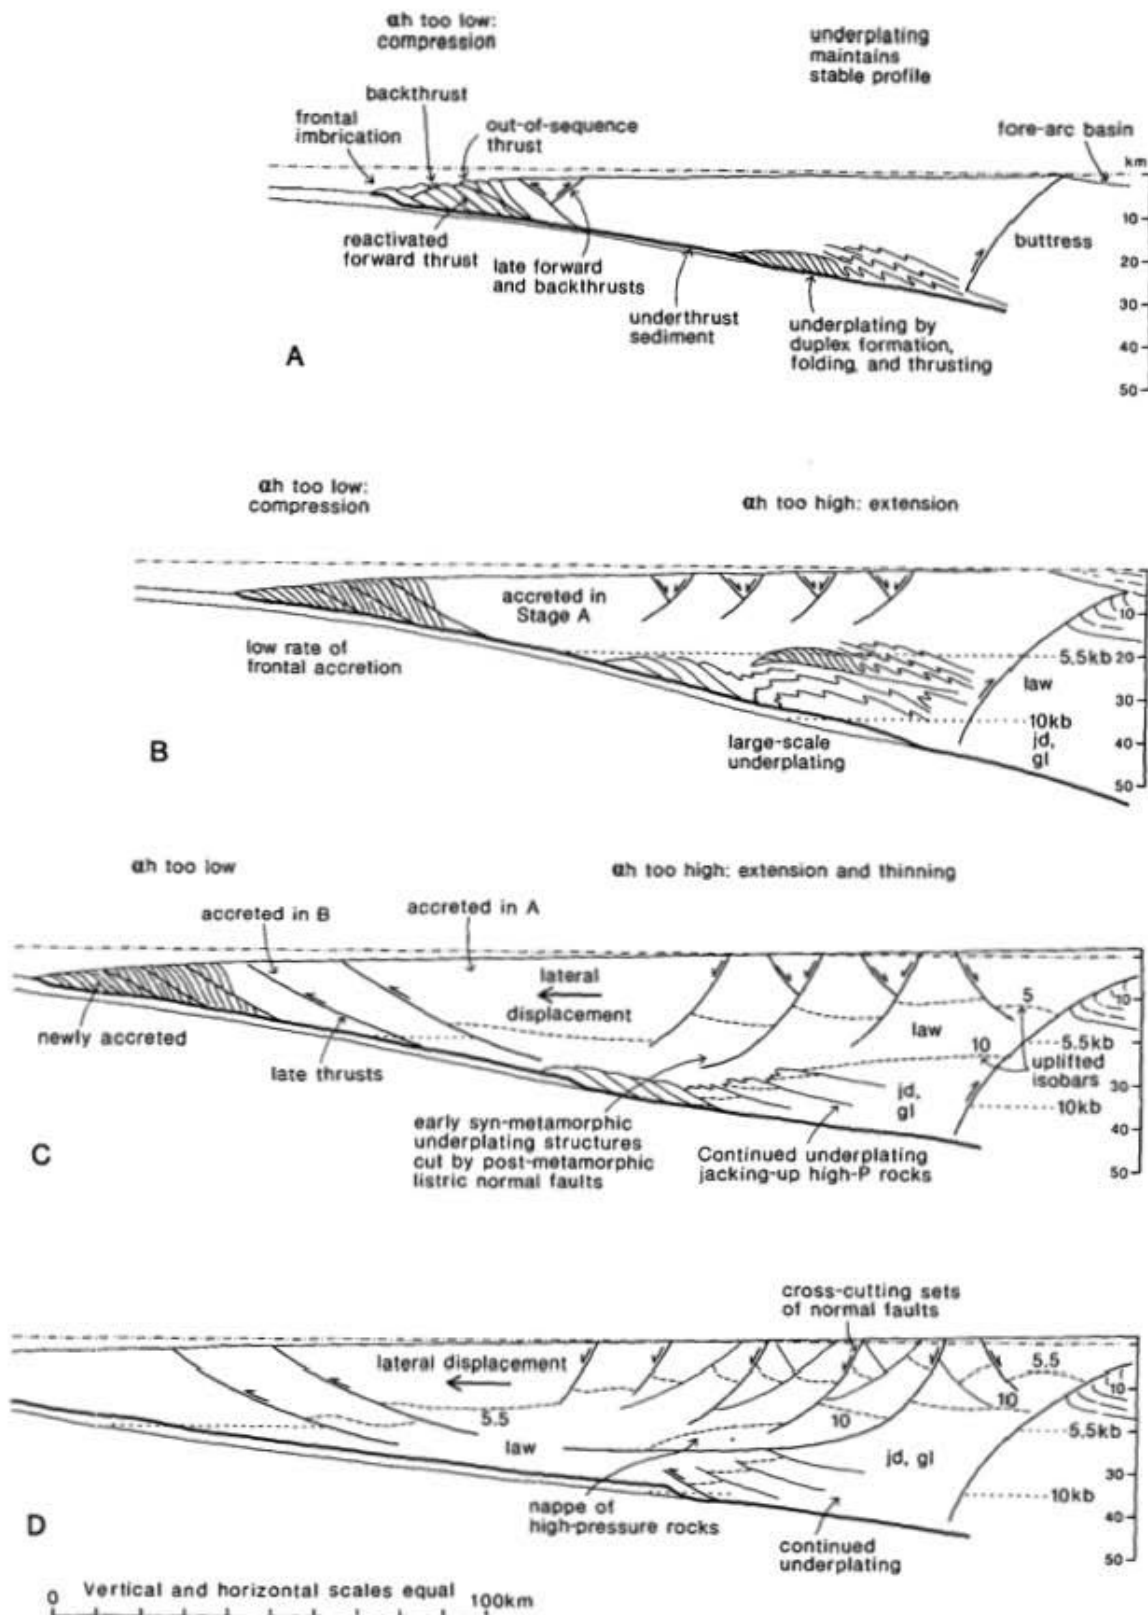 αh too low:
compression
underplating
maintains
stable profile
backthrust
frontal
imbrication
out-of-sequence
thrust
fore-arc basin
km
10
20
30
40
50
reactivated
forward thrust
late forward
and backthrusts
buttress
underthrust
sediment
underplating by
duplex formation,
folding, and thrusting
A
αh too low:
compression
αh too high: extension
accreted in
Stage A
low rate of
frontal accretion
10
20
5.5kb
law
30
10kb
jd,
gl
40
50
large-scale
underplating
B
αh too low
αh too high: extension and thinning
accreted in B
accreted in A
lateral
displacement
newly accreted
late thrusts
law
5
10
10
5.5kb
uplifted
isobars
jd,
gl
10kb
40
50
early syn-metamorphic
underplating structures
cut by post-metamorphic
listric normal faults
Continued underplating
jacking-up high-P rocks
C
cross-cutting sets
of normal faults
lateral displacement
5.5
10
10
10
5.5
5.5kb
law
jd, gl
30
10kb
40
50
nappe of
high-pressure rocks
continued
underplating
D
0 Vertical and horizontal scales equal 100km